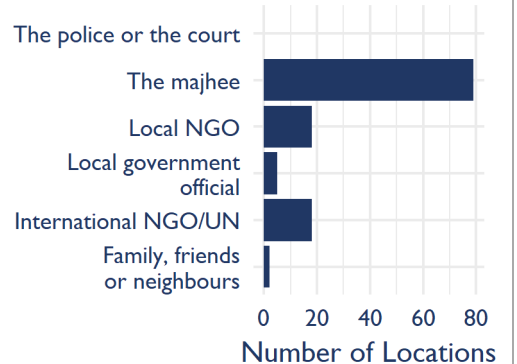 The police or the court
The majhee
Local NGO
Local government
official
International NGO/UN
Family, friends
or neighbours
0 20 40 60 80
Number of Locations